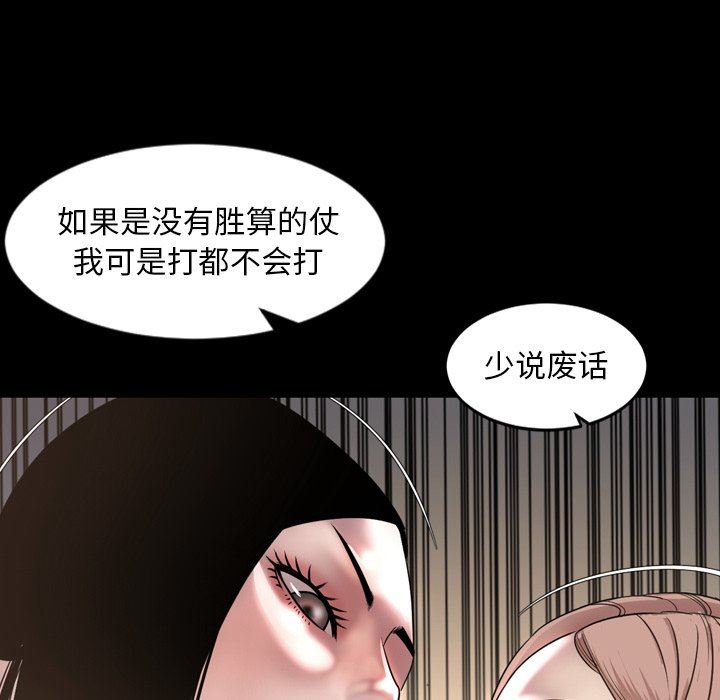 如果是没有胜算的仗
我可是打都不会打
少说废话